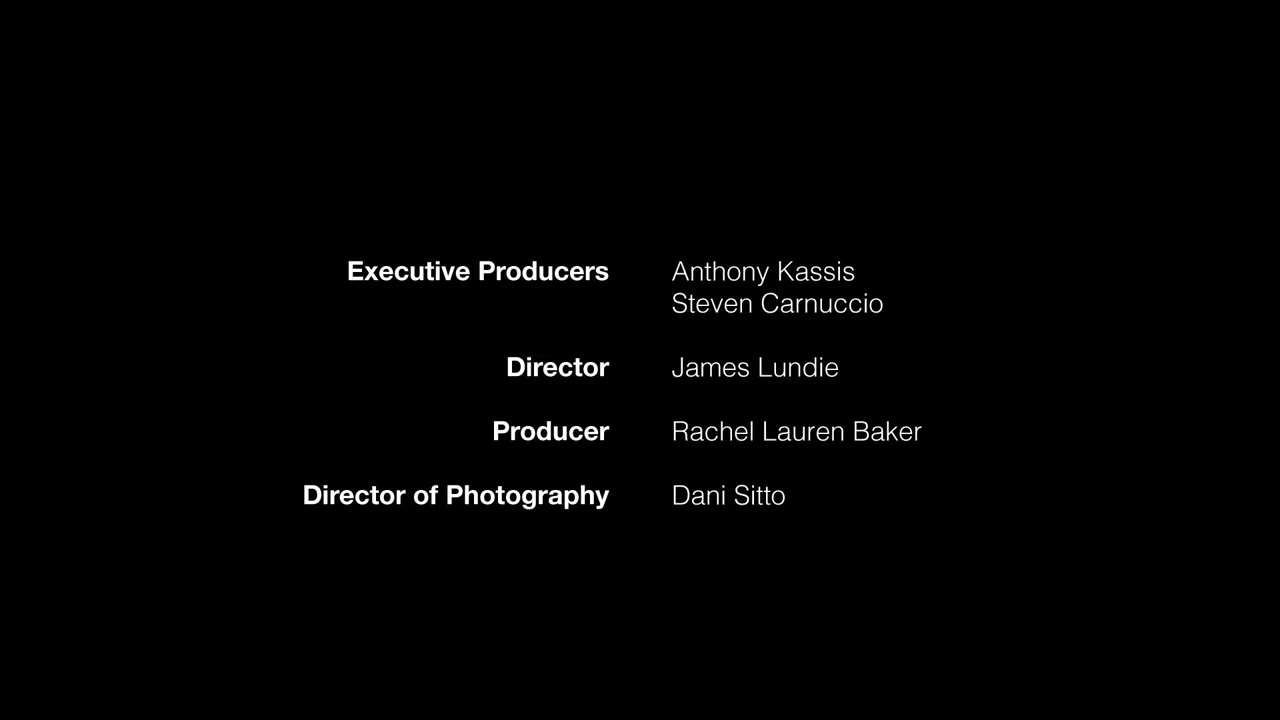 Executive Producers Anthony Kassis
Steven Carnuccio
Director James Lundie
Producer Rachel Lauren Baker
Director of Photography Dani Sitto